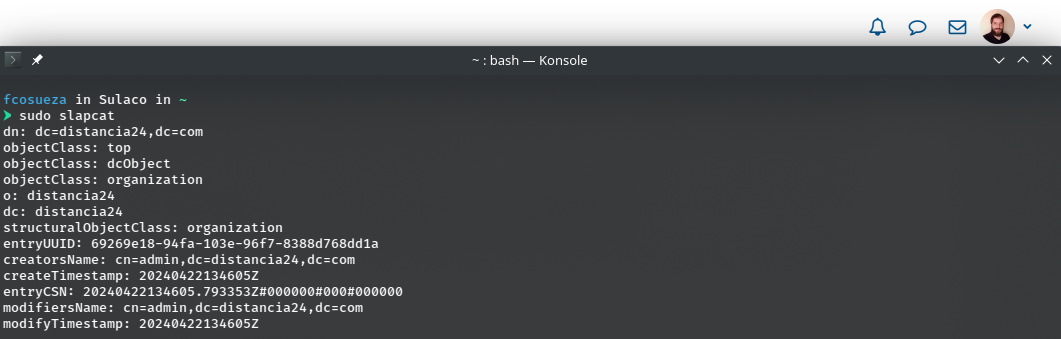 ~ : bash — Konsole
fcosueza in Sulaco in ~
➤ sudo slapcat
dn: dc=distancia24,dc=com
objectClass: top
objectClass: dcObject
objectClass: organization
o: distancia24
dc: distancia24
structuralObjectClass: organization
entryUUID: 69269e18-94fa-103e-96f7-8388d768dd1a
creatorsName: cn=admin,dc=distancia24,dc=com
createTimestamp: 20240422134605Z
entryCSN: 20240422134605.793353Z#000000#000#000000
modifiersName: cn=admin,dc=distancia24,dc=com
modifyTimestamp: 20240422134605Z